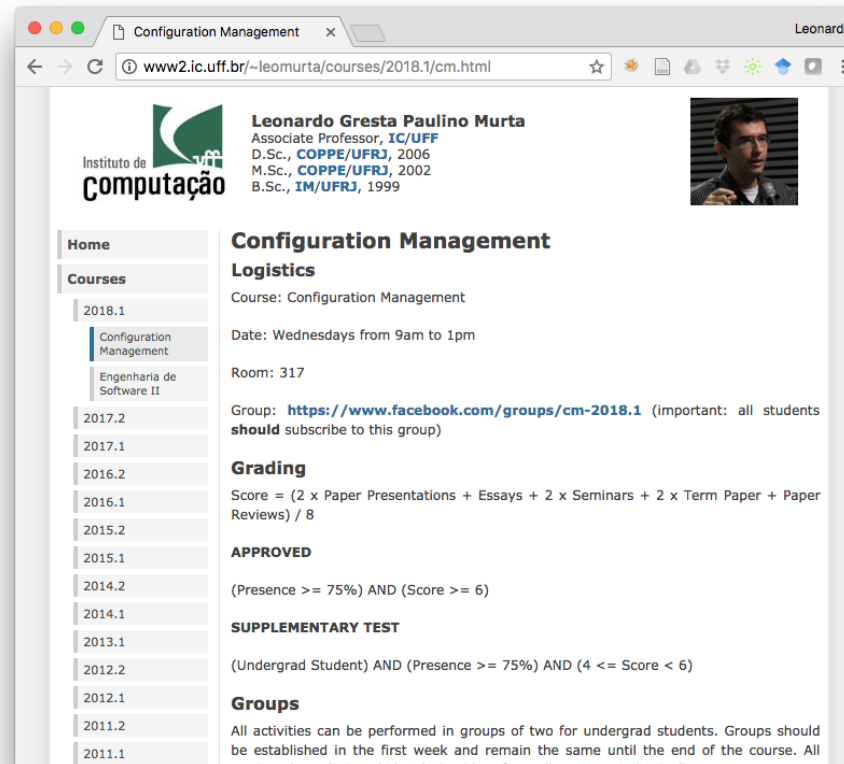 Configuration Management
Leonard
www2.ic.uff.br/~leomurta/courses/2018.1/cm.html
Instituto de
computação
uff
Leonardo Gresta Paulino Murta
Associate Professor, IC/UFF
D.Sc., COPPE/UFRJ, 2006
M.Sc., COPPE/UFRJ, 2002
B.Sc., IM/UFRJ, 1999
Home
Courses
2018.1
Configuration
Management
Engenharia de
Software II
2017.2
2017.1
2016.2
2016.1
2015.2
2015.1
2014.2
2014.1
2013.1
2012.2
2012.1
2011.2
2011.1
Configuration Management
Logistics
Course: Configuration Management
Date: Wednesdays from 9am to 1pm
Room: 317
Group: https://www.facebook.com/groups/cm-2018.1 (important: all students
should subscribe to this group)
Grading
Score = (2 x Paper Presentations + Essays + 2 x Seminars + 2 x Term Paper + Paper
Reviews) / 8
APPROVED
(Presence >= 75%) AND (Score >= 6)
SUPPLEMENTARY TEST
(Undergrad Student) AND (Presence >= 75%) AND (4 <= Score < 6)
Groups
All activities can be performed in groups of two for undergrad students. Groups should
be established in the first week and remain the same until the end of the course. All